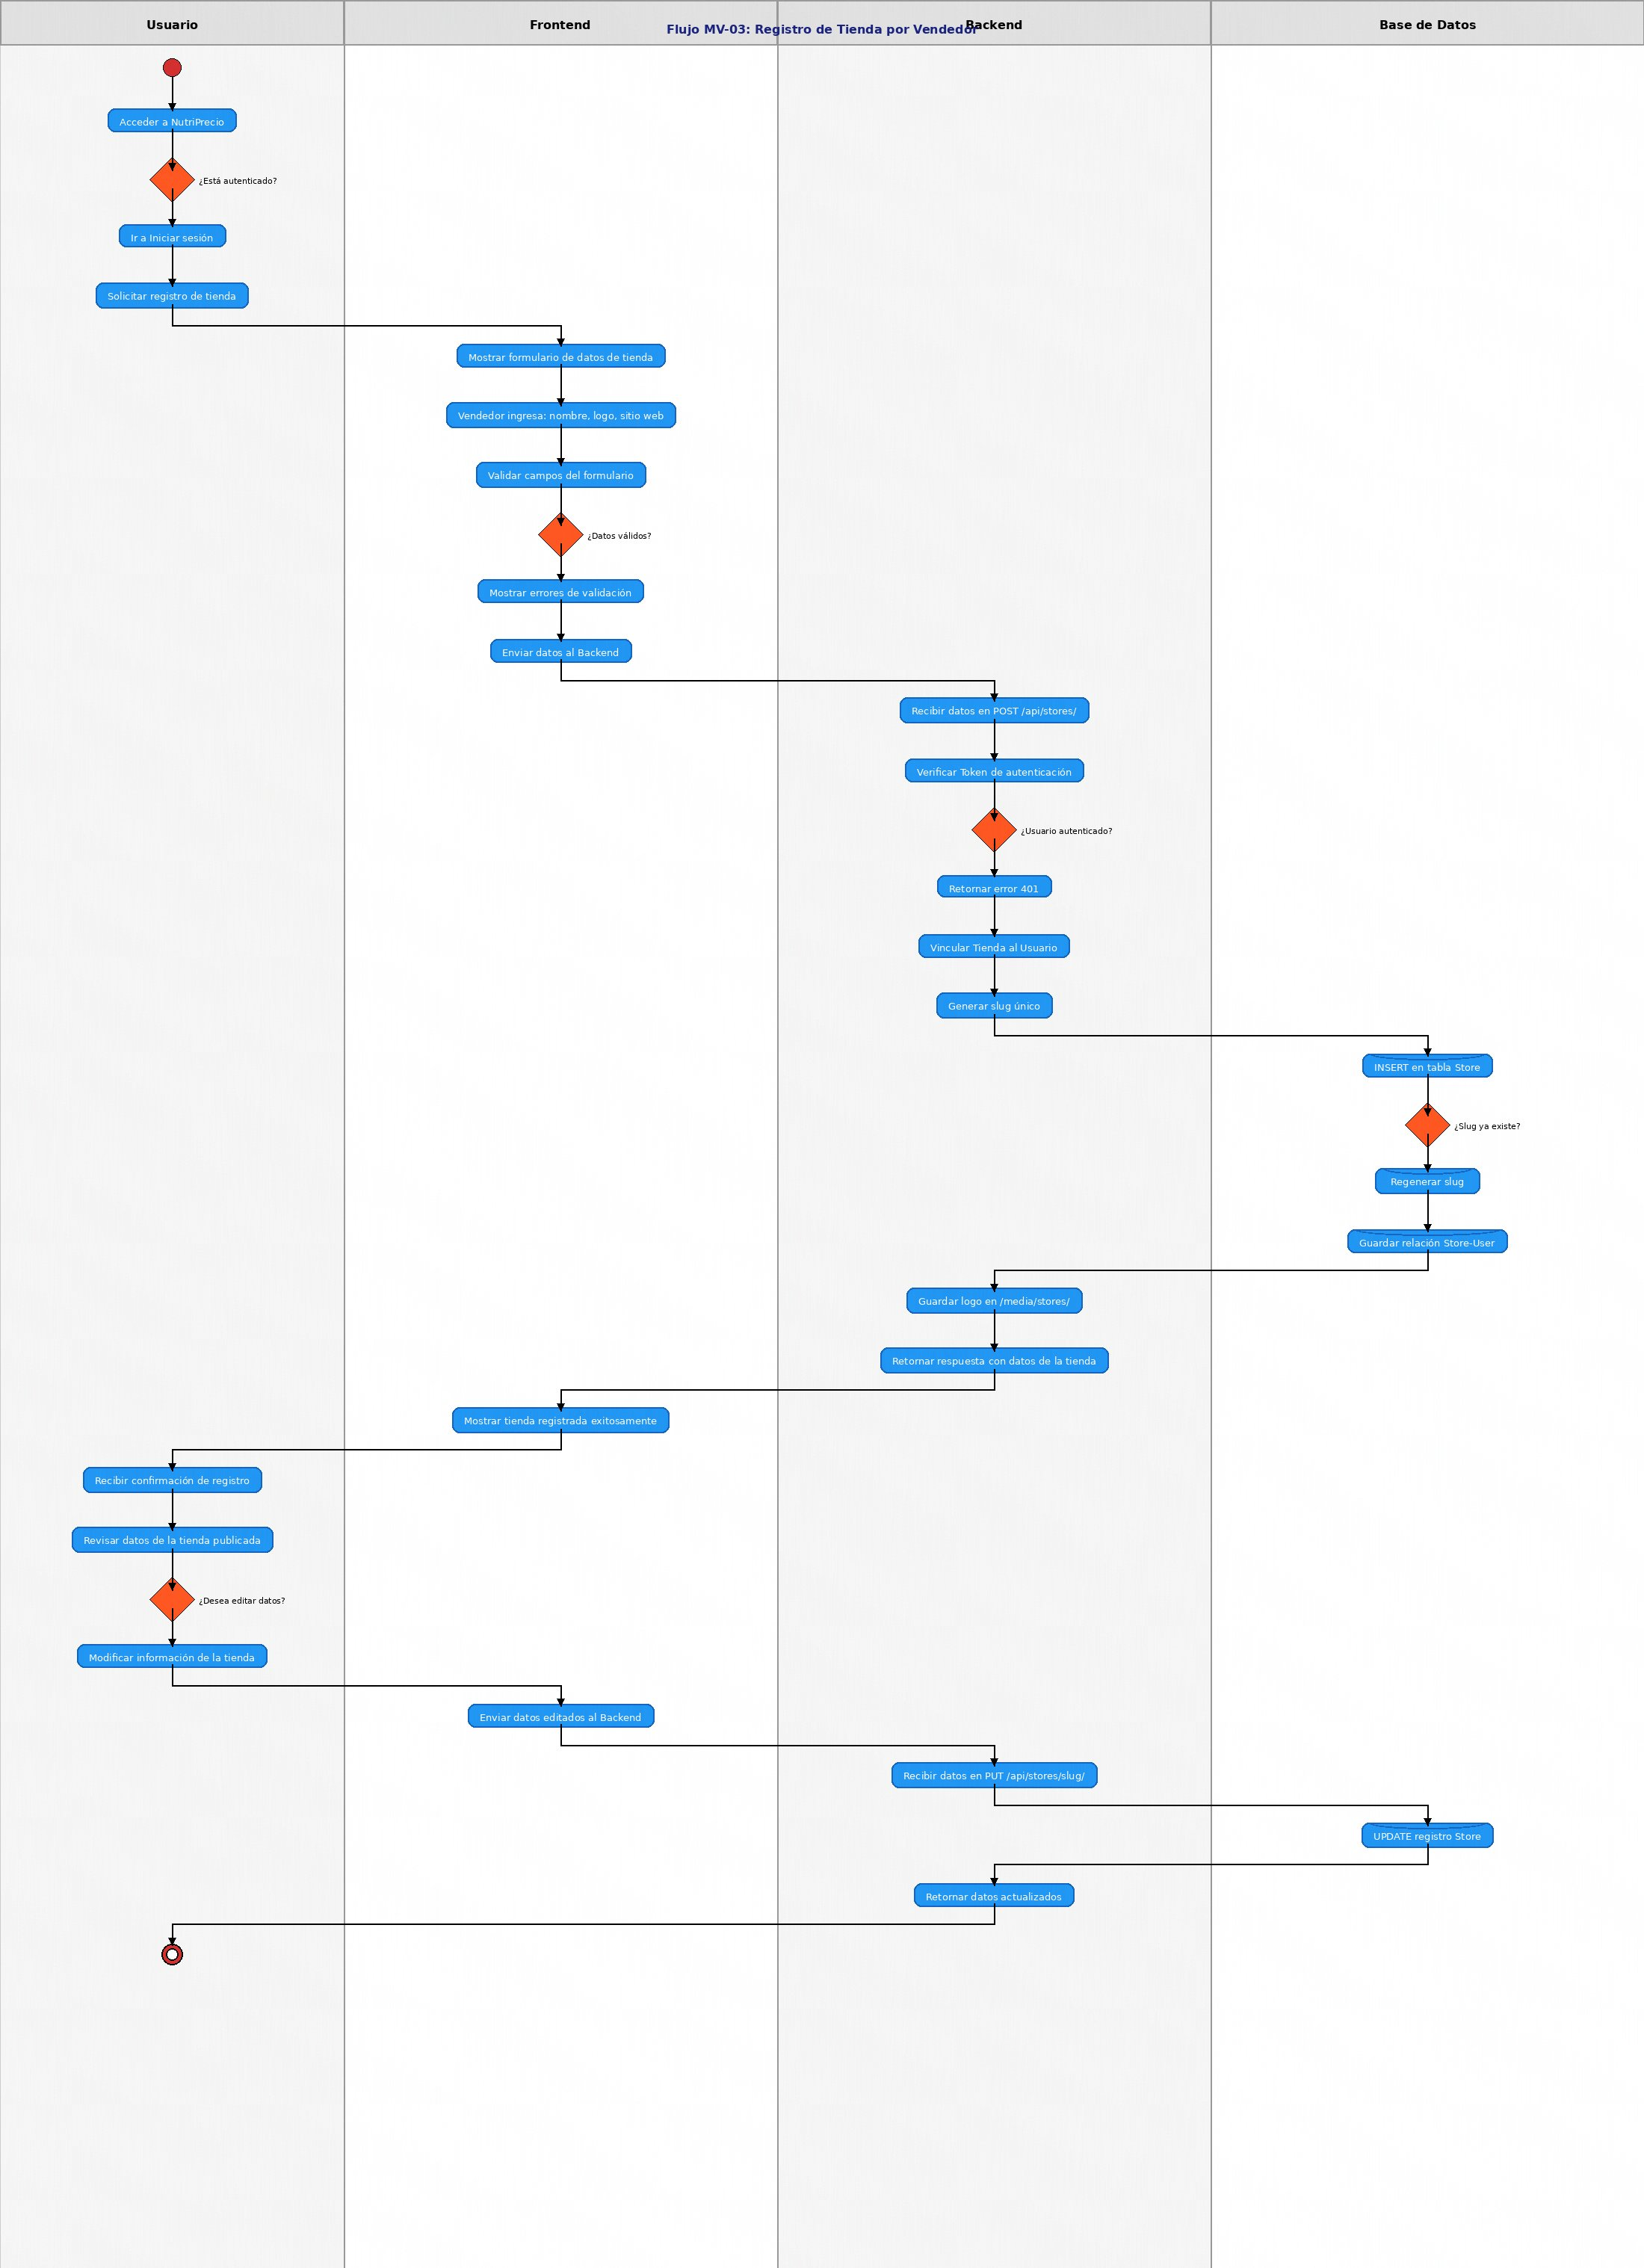 Usuario
Frontend
Flujo MV-03: Registro de Tienda por Vendedor
Backend
Base de Datos
Acceder a NutriPrecio
¿Está autenticado?
Ir a Iniciar sesión
Solicitar registro de tienda
Mostrar formulario de datos de tienda
Vendedor ingresa: nombre, logo, sitio web
Validar campos del formulario
¿Datos válidos?
Mostrar errores de validación
Enviar datos al Backend
Recibir datos en POST /api/stores/
Verificar Token de autenticación
¿Usuario autenticado?
Retornar error 401
Vincular Tienda al Usuario
Generar slug único
INSERT en tabla Store
¿Slug ya existe?
Regenerar slug
Guardar relación Store-User
Guardar logo en /media/stores/
Retornar respuesta con datos de la tienda
Mostrar tienda registrada exitosamente
Recibir confirmación de registro
Revisar datos de la tienda publicada
¿Desea editar datos?
Modificar información de la tienda
Enviar datos editados al Backend
Recibir datos en PUT /api/stores/slug/
UPDATE registro Store
Retornar datos actualizados